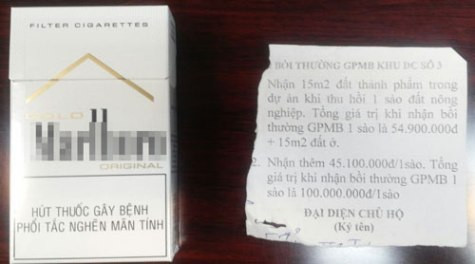 FILTER CIGARETTES
GOLD 11
ORIGINAL
HÚT THUỐC GÂY BỆNH
PHỔI TẮC NGHẼN MÃN TÍNH
BỒI THƯỜNG GPMB KHU DC SỐ 3
Nhận 15m2 đất thành phẩm trong
dự án khi thu hồi 1 sào đất nông
nghiệp. Tổng giá trị khi nhận bồi
thường GPMB 1 sào là 54.900.000đ
+ 15m2 đất ở.
2. Nhận thêm 45.100.000đ/1sào. Tổng
giá trị khi nhận bồi thường GPMB 1
sào là 100.000.000đ/1sào
ĐẠI DIỆN CHỦ HỘ
(Ký tên)